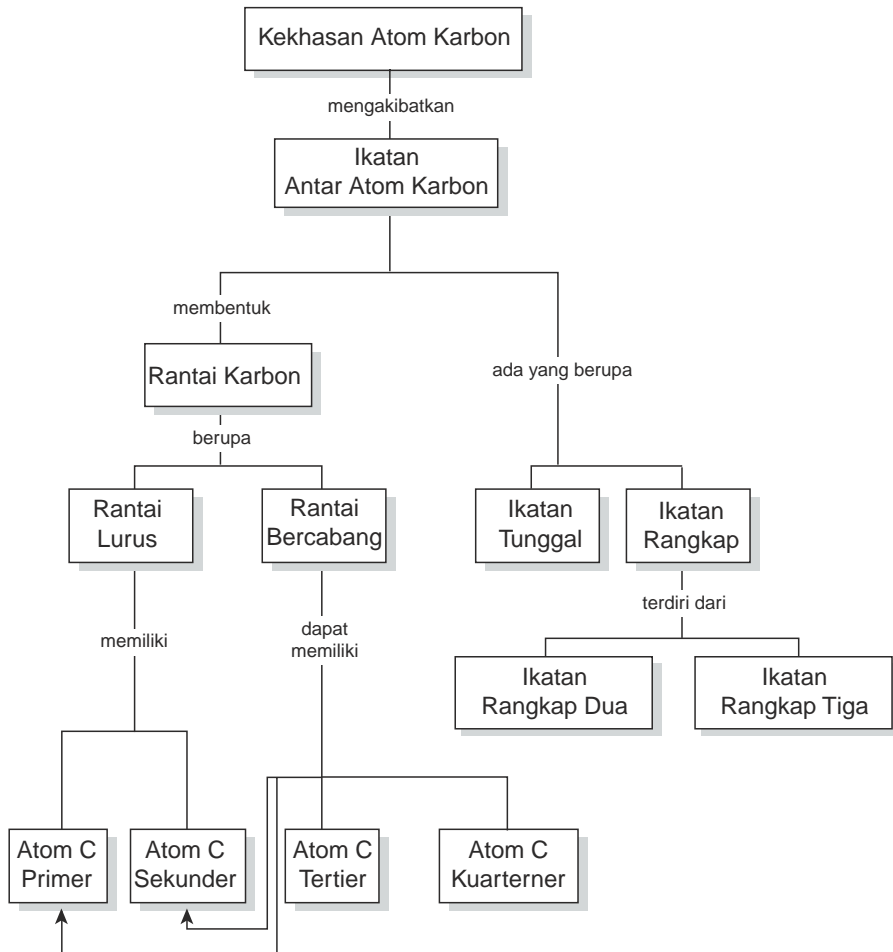 Kekhasan Atom Karbon
mengakibatkan
Ikatan
Antar Atom Karbon
membentuk
Rantai Karbon
ada yang berupa
berupa
Rantai
Lurus
Rantai
Bercabang
Ikatan
Tunggal
Ikatan
Rangkap
terdiri dari
memiliki
dapat
memiliki
Ikatan
Rangkap Dua
Ikatan
Rangkap Tiga
Atom C
Primer
Atom C
Sekunder
Atom C
Tertier
Atom C
Kuarterner